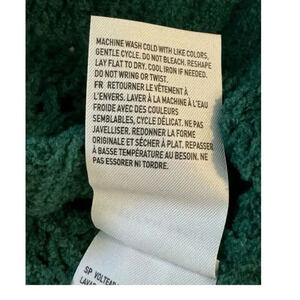 MACHINE WASH COLD WITH LIKE COLORS,
GENTLE CYCLE. DO NOT BLEACH. RESHAPE
LAY FLAT TO DRY. COOL IRON IF NEEDED.
DO NOT WRING OR TWIST.
FR RETOURNER LE VÊTEMENT À
L'ENVERS. LAVER À LA MACHINE À L'EAU
FROIDE AVEC DES COULEURS
SEMBLABLES, CYCLE DÉLICAT. NE PAS
JAVELLISER. REDONNER LA FORME
ORIGINALE ET SÉCHER À PLAT. REPASSER
À BASSE TEMPÉRATURE AU BESOIN. NE
PAS ESSORER NI TORDRE.
SP VOLTEAR